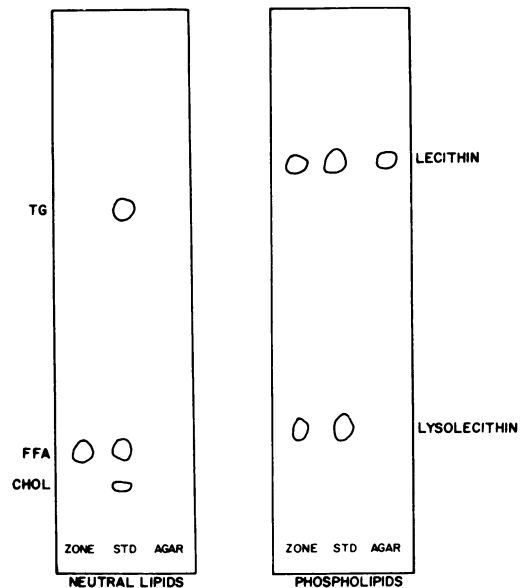 LECITHIN
TG
LYSOLECITHIN
FFA
CHOL
ZONE STD AGAR
ZONE STD AGAR
NEUTRAL LIPIDS
PHOSPHOLIPIDS